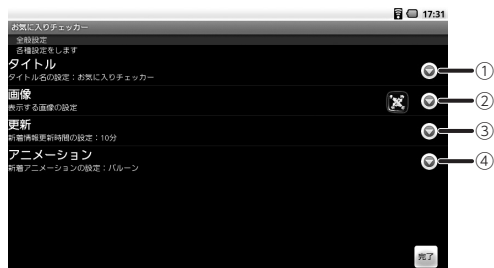 17:31
お気に入りチェッカー
全般設定
各種設定をします
タイトル
タイトル名の設定：お気に入りチェッカー
①
画像
表示する画像の設定
②
更新
新着情報更新時間の設定：10分
③
アニメーション
新着アニメーションの設定：バルーン
④
完了